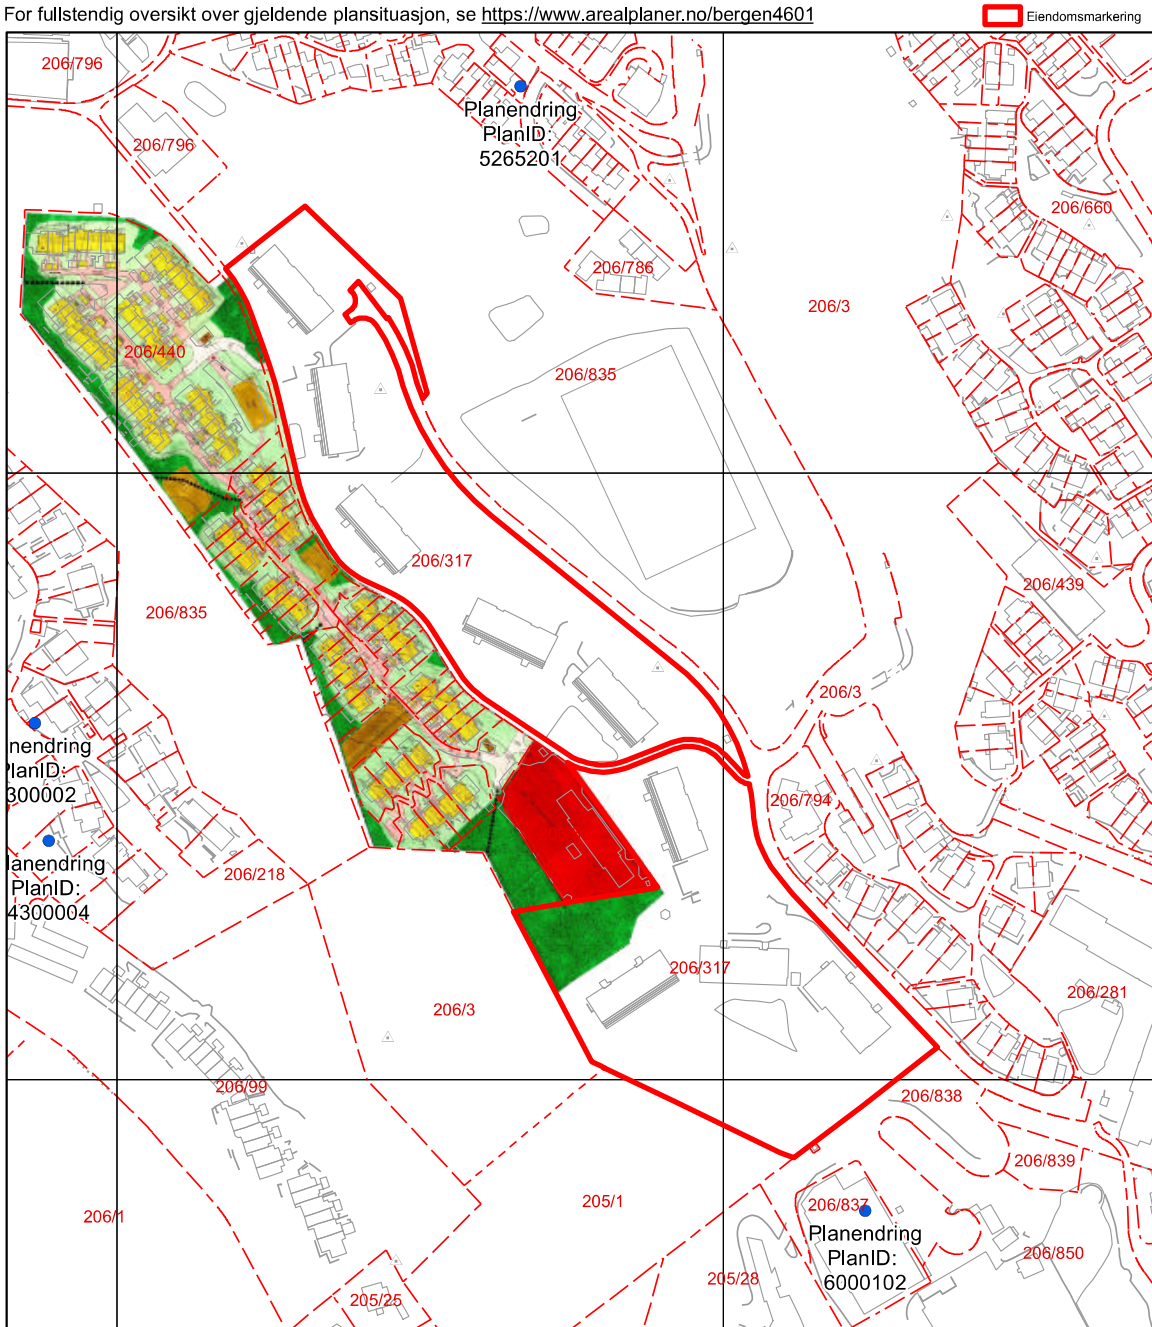 For fullstendig oversikt over gjeldende plansituasjon, se https://www.arealplaner.no/bergen4601
Eiendomsmarkering
206/796
Planendring
PlanID:
5265201
206/796
206/660
206/786
206/3
206/440
206/835
206/317
206/439
206/835
206/3
nendring
PlanID:
300002
206/794
lanendring
PlanID:
4300004
206/218
206/317
206/281
206/3
206/99
206/838
206/839
206/1
205/1
206/837
Planendring
PlanID:
6000102
206/850
205/28
205/25